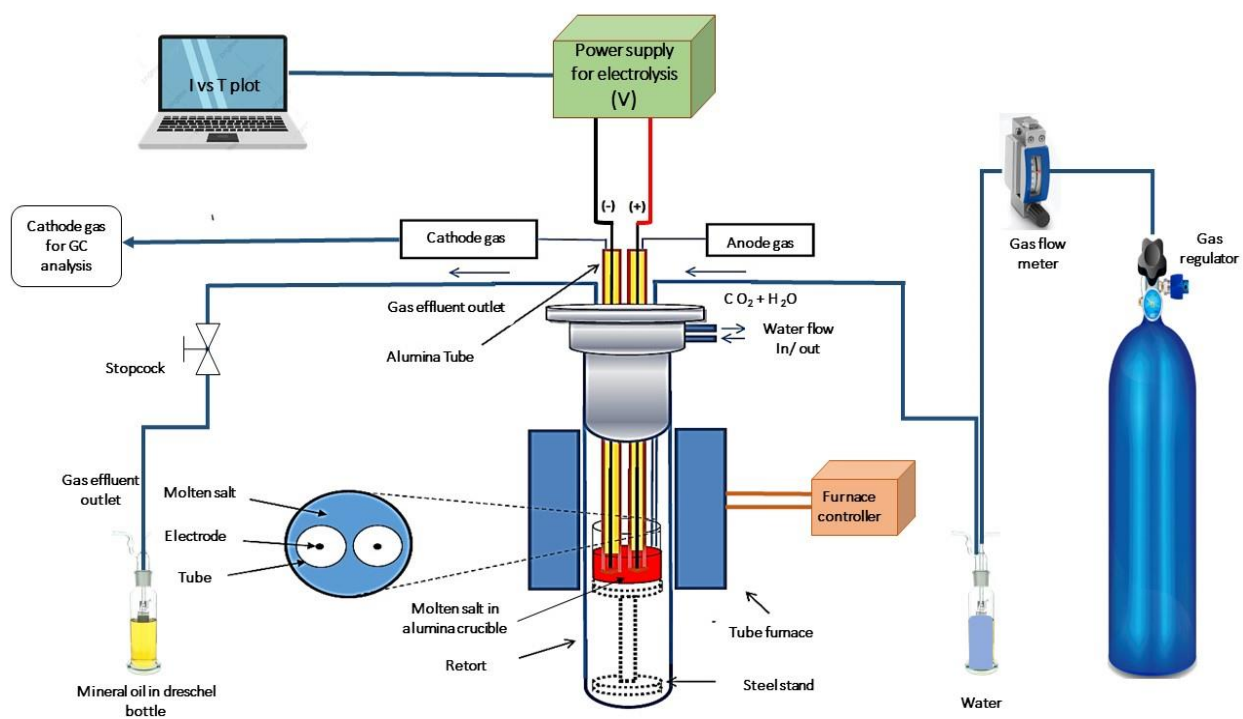 I vs T plot
Power supply
for electrolysis
(V)
(-)
(+)
Cathode gas
for GC
analysis
Cathode gas
Anode gas
Gas flow
meter
Gas
regulator
Gas effluent outlet
CO2 + H2O
Water flow
In/ out
Alumina Tube
Stopcock
Gas effluent
outlet
Molten salt
Electrode
Tube
Furnace
controller
Molten salt in
alumina crucible
Tube furnace
Retort
Steel stand
Mineral oil in dreschel
bottle
Water